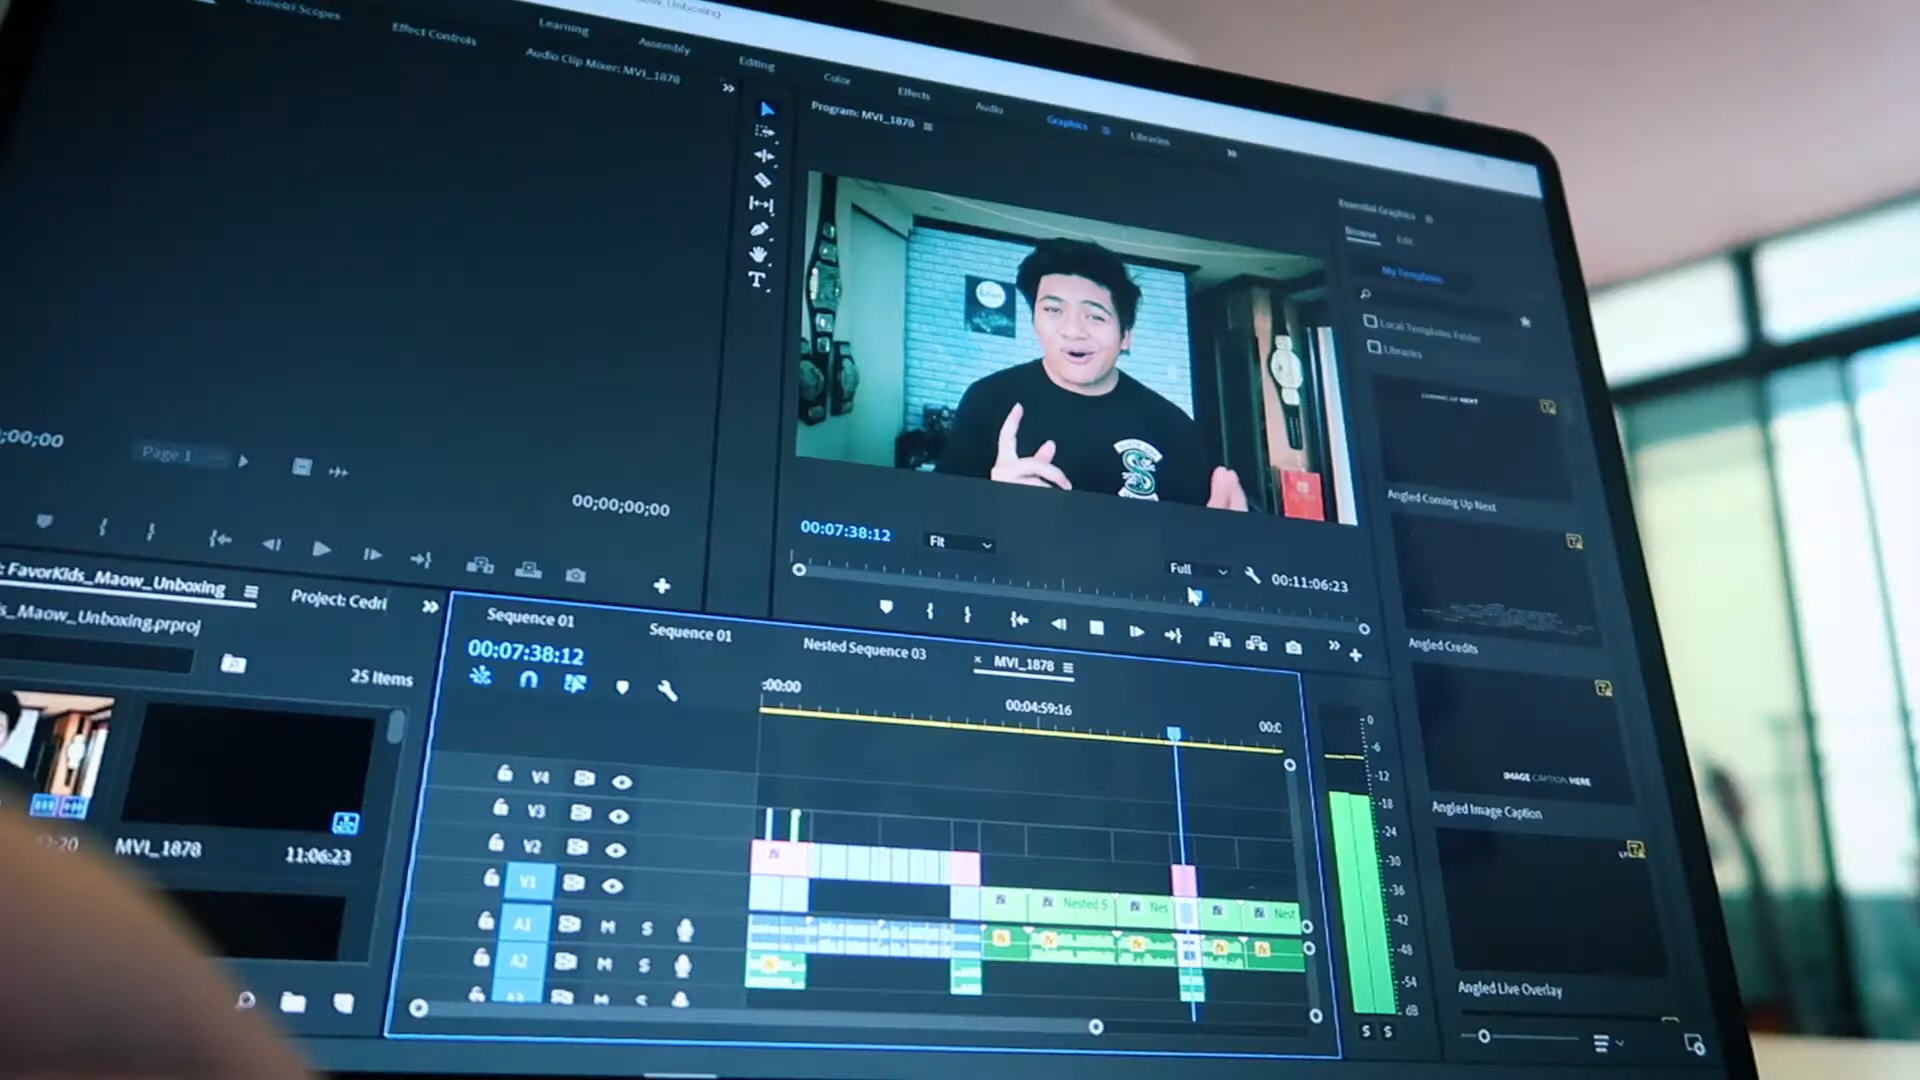 Lumetri Scopes
Effect Controls
Audio Clip Mixer: MVI_1878
Learning
Assembly
Editing
Color
Effects
Audio
Graphics
Libraries
Program: MVI_1878
Essential Graphics
Browse
Edit
My Templates
Local Templates Folder
Libraries
COMING UP NEXT
Angled Coming Up Next
Angled Credits
IMAGE CAPTION HERE
Angled Image Caption
Angled Live Overlay
;00;00
Page 1
00;00;00;00
00:07:38:12
Fit
Full
00:11:06:23
: FavorKids_Maow_Unboxing
Project: Cedri
s_Maow_Unboxing.prproj
25 Items
MVI_1878
11:06:23
Sequence 01
Sequence 01
Nested Sequence 03
× MVI_1878
00:07:38:12
:00:00
00:04:59:16
00:0
V4
V3
V2
V1
A1
M
S
A2
M
S
fx
Nested S
Nes
Nest
0
-6
-12
-18
-24
-30
-36
-42
-48
-54
dB
S
S